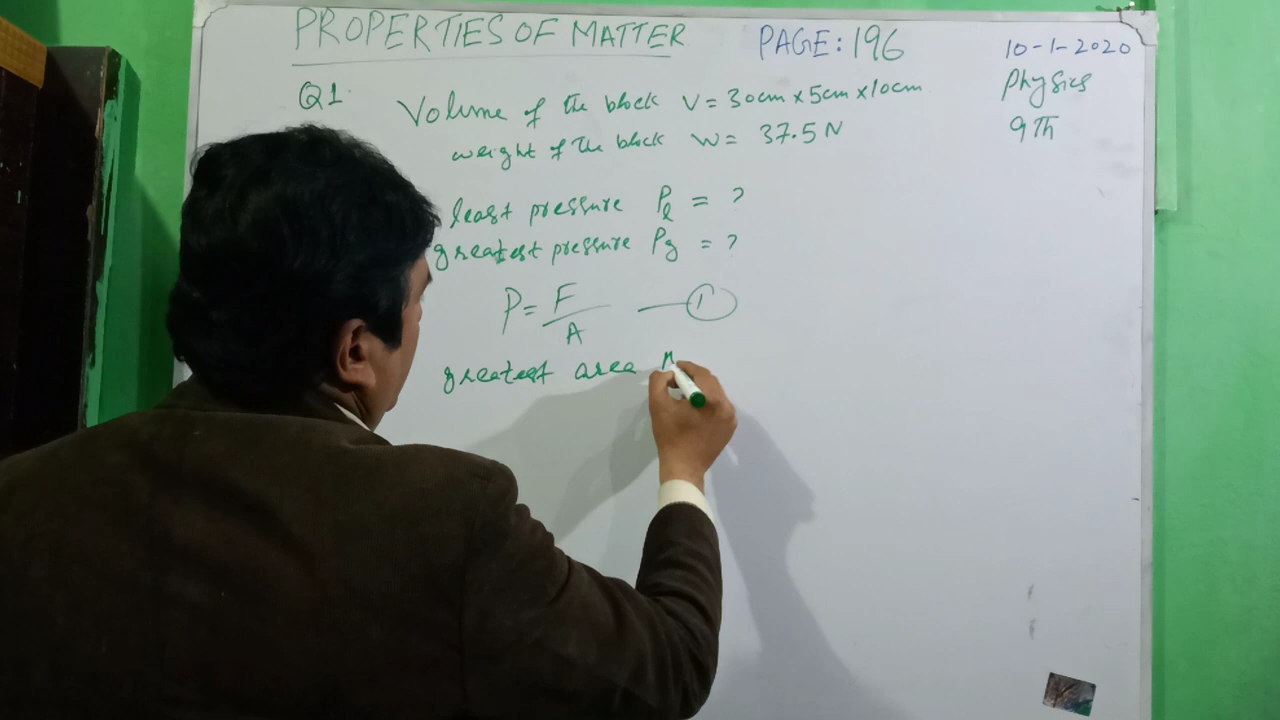 PROPERTIES OF MATTER
PAGE: 196
10-1-2020
Physics
9Th
Q1.
Volume of the block V = 30cm x 5cm x 10cm
weight of the block W = 37.5 N
least pressure Pl = ?
greatest pressure Pg = ?
P = F/A — 1
greatest area